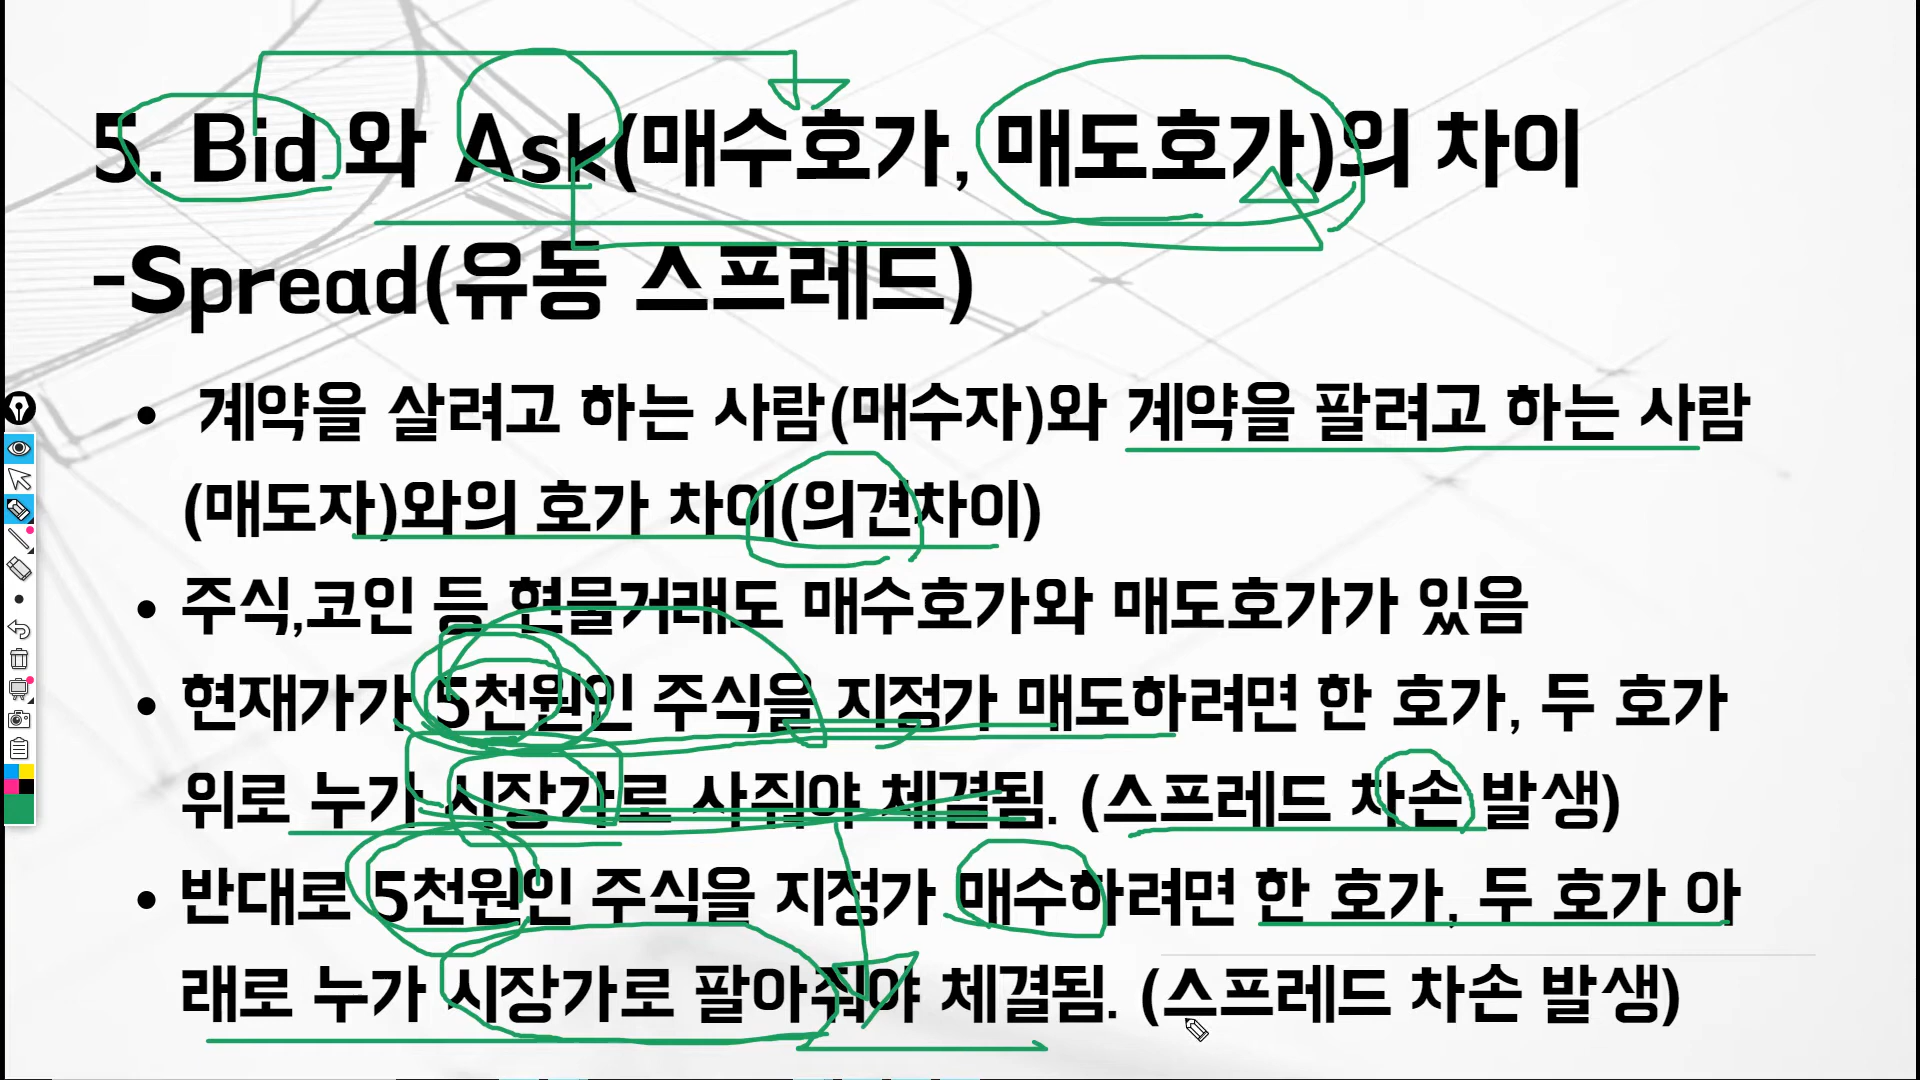 5. Bid 와 Ask(매수호가, 매도호가)의 차이
-Spread(유동 스프레드)
• 계약을 살려고 하는 사람(매수자)와 계약을 팔려고 하는 사람
(매도자)와의 호가 차이(의견차이)
• 주식,코인 등 현물거래도 매수호가와 매도호가가 있음
• 현재가가 5천원인 주식을 지정가 매도하려면 한 호가, 두 호가
위로 누가 시장가로 사줘야 체결됨. (스프레드 차손 발생)
• 반대로 5천원인 주식을 지정가 매수하려면 한 호가, 두 호가 아
래로 누가 시장가로 팔아줘야 체결됨. (스프레드 차손 발생)